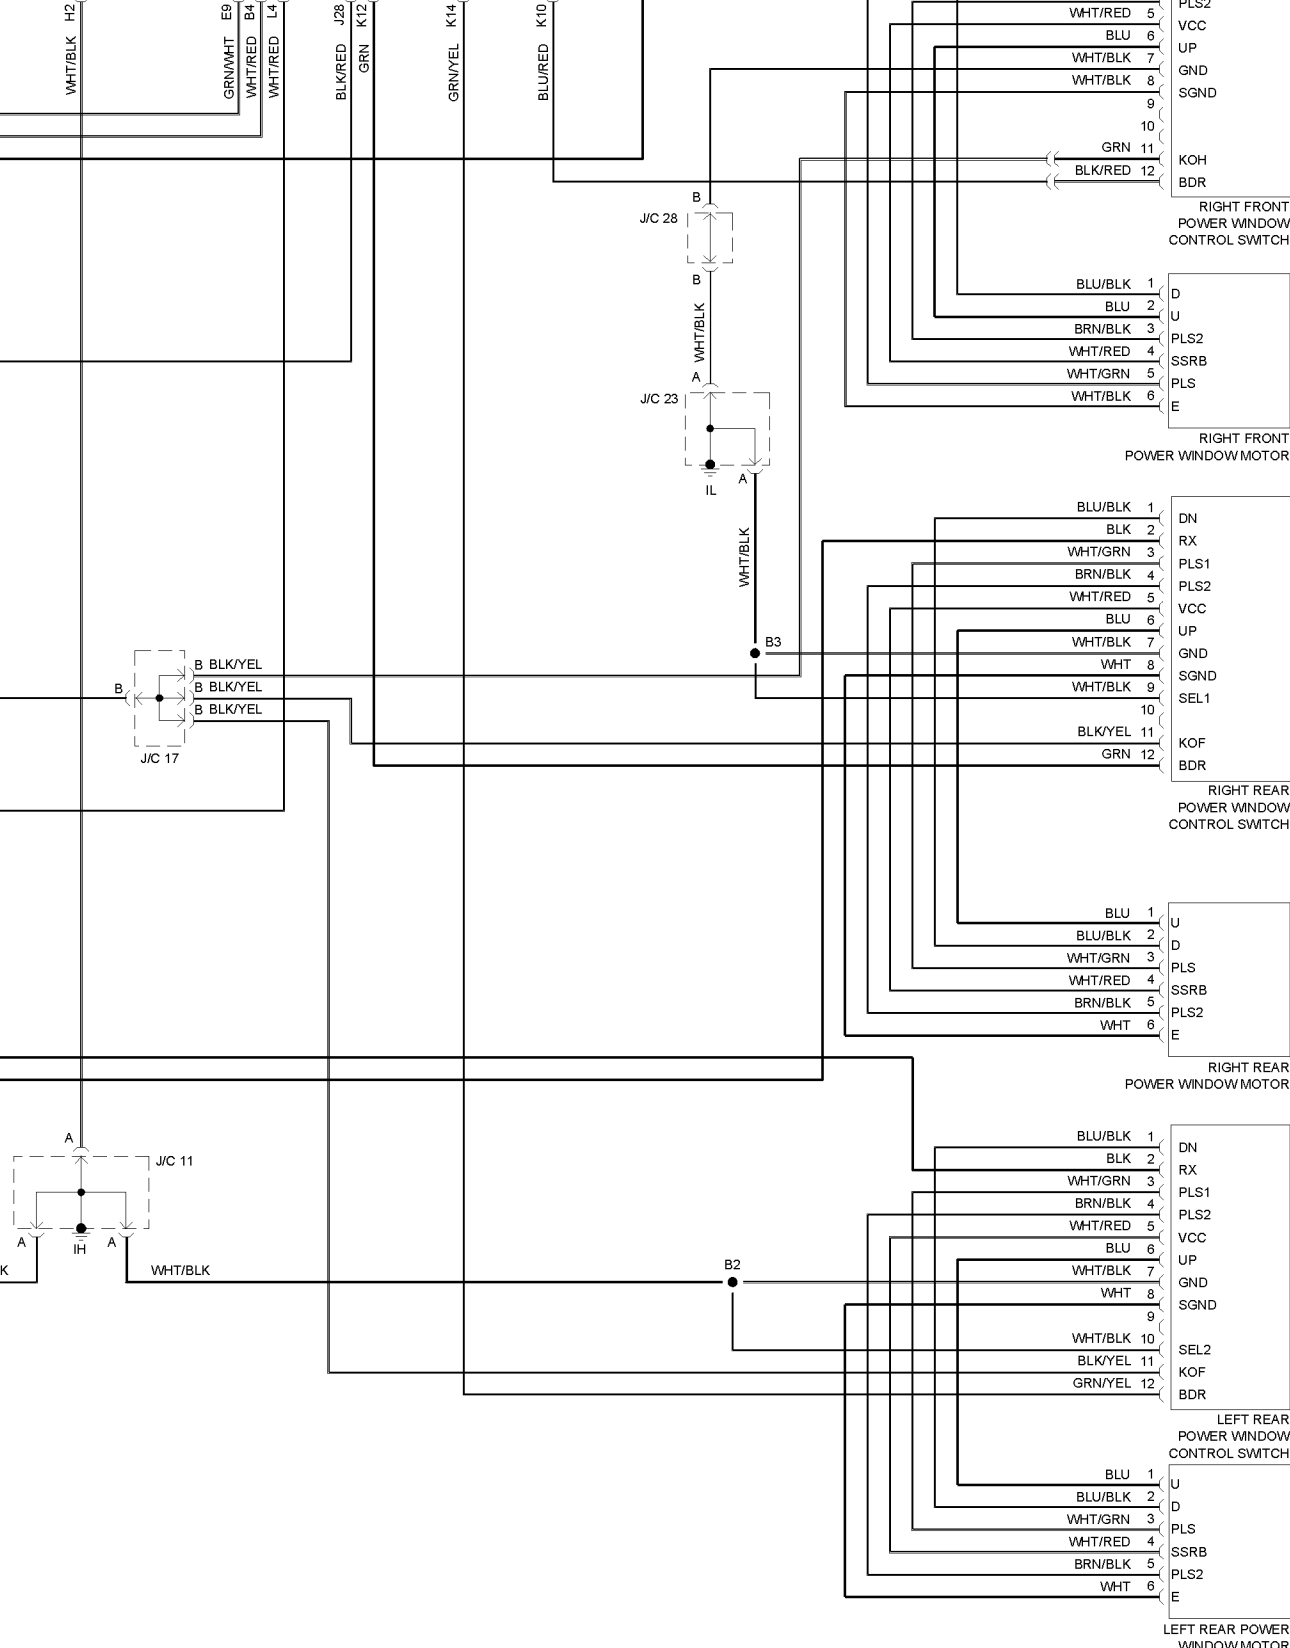 H2
E9
B4
L4
J28
K12
K14
K10
WHT/BLK
GRN/WHT
WHT/RED
WHT/RED
BLK/RED
GRN
GRN/YEL
BLU/RED
PLS2
WHT/RED 5 VCC
BLU 6 UP
WHT/BLK 7 GND
WHT/BLK 8 SGND
9
10
GRN 11 KOH
BLK/RED 12 BDR
RIGHT FRONT
POWER WINDOW
CONTROL SWITCH
B
J/C 28
B
WHT/BLK
A
J/C 23
IL
A
WHT/BLK
B3
BLU/BLK 1 D
BLU 2 U
BRN/BLK 3 PLS2
WHT/RED 4 SSRB
WHT/GRN 5 PLS
WHT/BLK 6 E
RIGHT FRONT
POWER WINDOW MOTOR
BLU/BLK 1 DN
BLK 2 RX
WHT/GRN 3 PLS1
BRN/BLK 4 PLS2
WHT/RED 5 VCC
BLU 6 UP
WHT/BLK 7 GND
WHT 8 SGND
WHT/BLK 9 SEL1
10
BLK/YEL 11 KOF
GRN 12 BDR
RIGHT REAR
POWER WINDOW
CONTROL SWITCH
B BLK/YEL
B B BLK/YEL
B BLK/YEL
J/C 17
BLU 1 U
BLU/BLK 2 D
WHT/GRN 3 PLS
WHT/RED 4 SSRB
BRN/BLK 5 PLS2
WHT 6 E
RIGHT REAR
POWER WINDOW MOTOR
A
J/C 11
A IH A
K
WHT/BLK
B2
BLU/BLK 1 DN
BLK 2 RX
WHT/GRN 3 PLS1
BRN/BLK 4 PLS2
WHT/RED 5 VCC
BLU 6 UP
WHT/BLK 7 GND
WHT 8 SGND
9
WHT/BLK 10 SEL2
BLK/YEL 11 KOF
GRN/YEL 12 BDR
LEFT REAR
POWER WINDOW
CONTROL SWITCH
BLU 1 U
BLU/BLK 2 D
WHT/GRN 3 PLS
WHT/RED 4 SSRB
BRN/BLK 5 PLS2
WHT 6 E
LEFT REAR POWER
WINDOW MOTOR